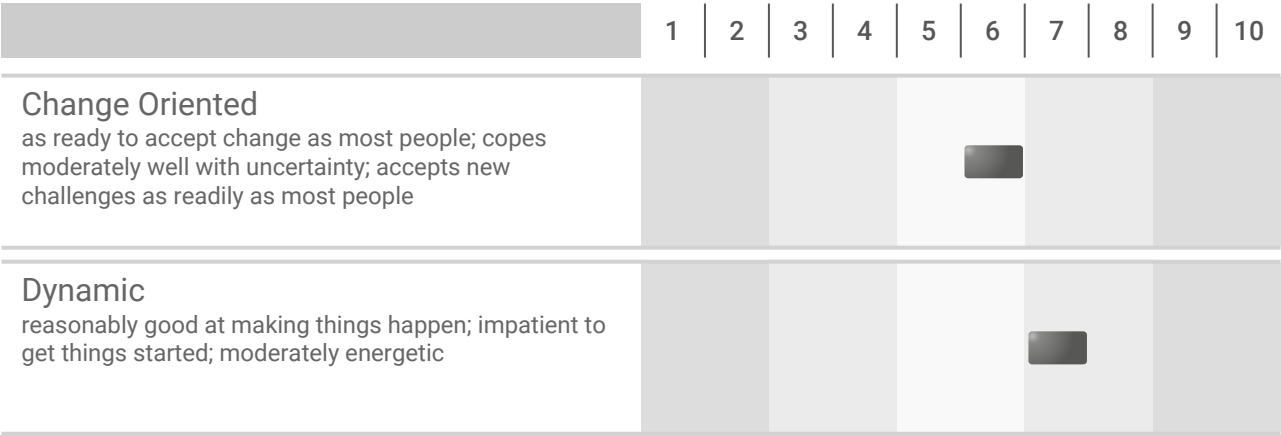 1 2 3 4 5 6 7 8 9 10
Change Oriented
as ready to accept change as most people; copes
moderately well with uncertainty; accepts new
challenges as readily as most people
Dynamic
reasonably good at making things happen; impatient to
get things started; moderately energetic